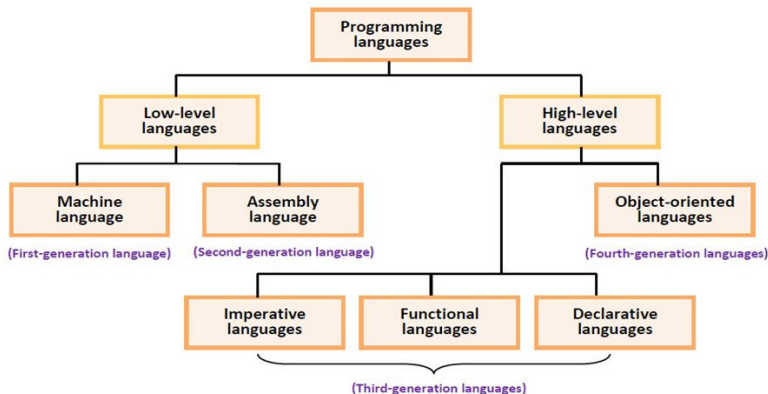 Programming
languages
Low-level
languages
High-level
languages
Machine
language
Assembly
language
Object-oriented
languages
(First-generation language)
(Second-generation language)
(Fourth-generation languages)
Imperative
languages
Functional
languages
Declarative
languages
(Third-generation languages)